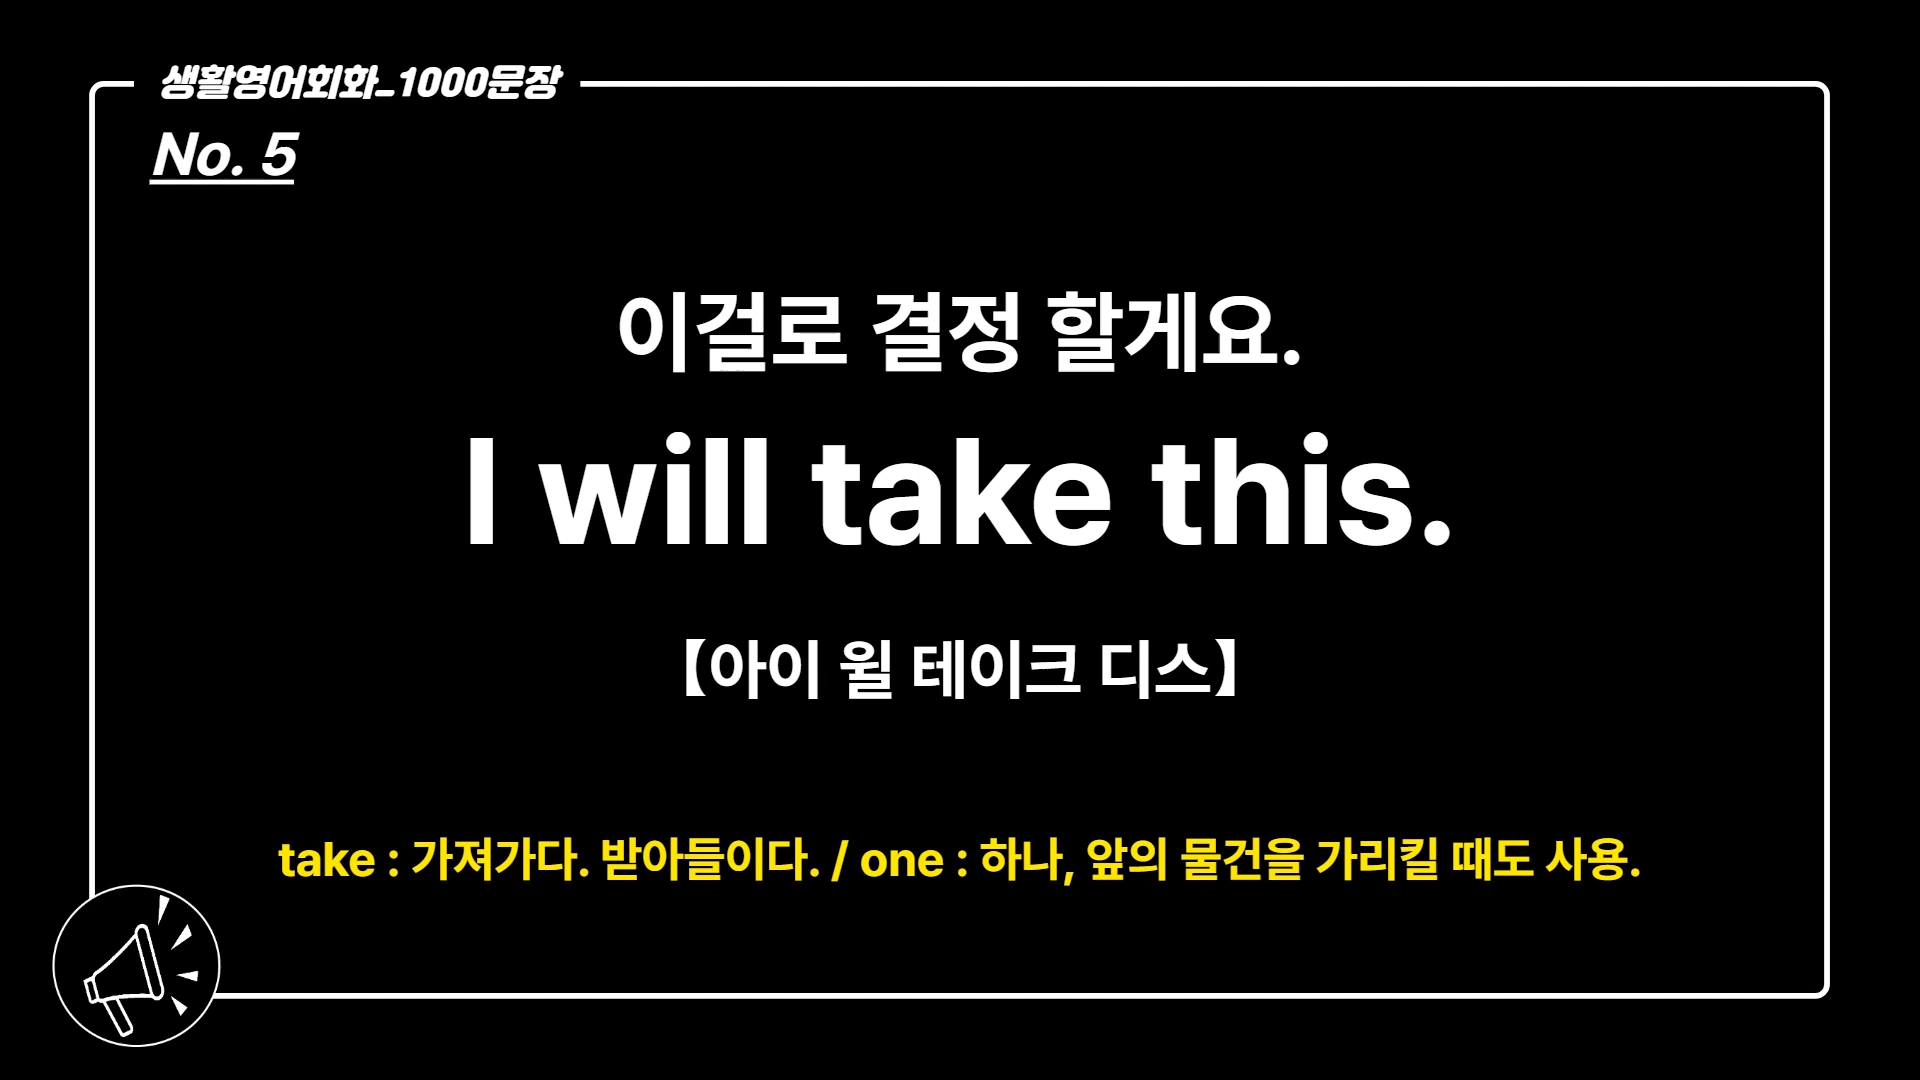 생활영어회화_1000문장
No. 5
이걸로 결정 할게요.
I will take this.
【아이 윌 테이크 디스】
take : 가져가다. 받아들이다. / one : 하나, 앞의 물건을 가리킬 때도 사용.